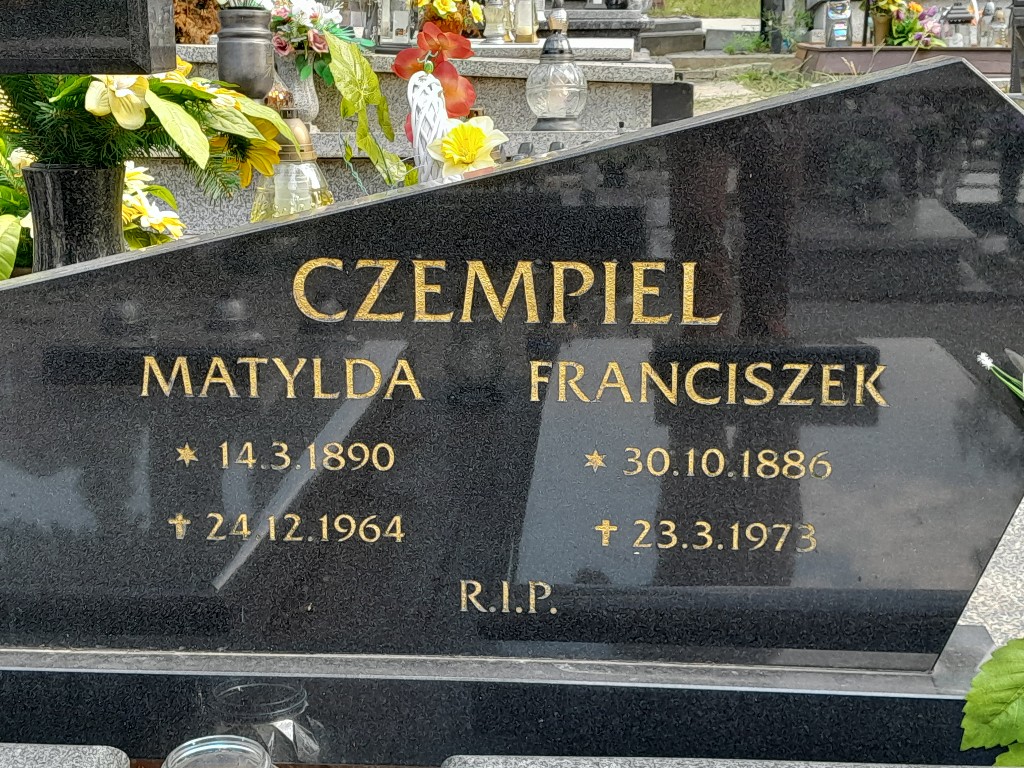 CZEMPIEL
MATYLDA FRANCISZEK
✶ 14.3.1890 ✶ 30.10.1886
✝ 24.12.1964 ✝ 23.3.1973
R.I.P.